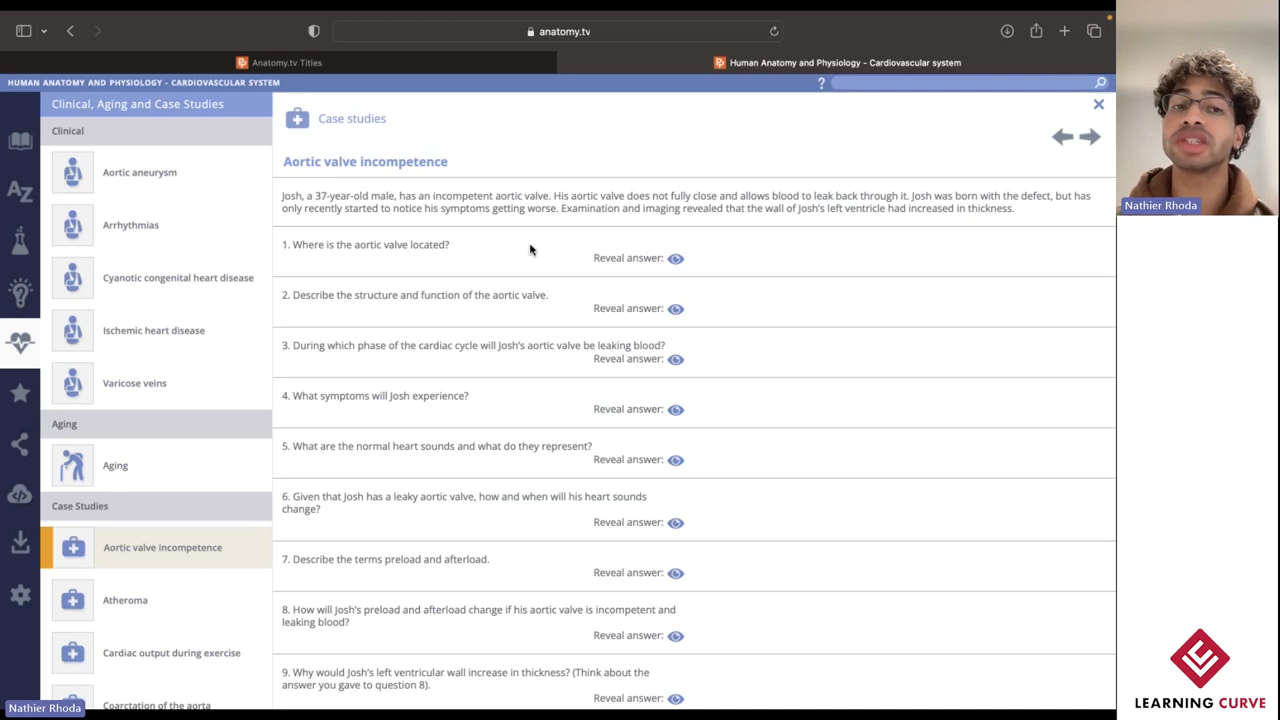 anatomy.tv
Anatomy.tv Titles
Human Anatomy and Physiology - Cardiovascular system
HUMAN ANATOMY AND PHYSIOLOGY - CARDIOVASCULAR SYSTEM
?
Clinical, Aging and Case Studies
Clinical
Aortic aneurysm
Arrhythmias
Cyanotic congenital heart disease
Ischemic heart disease
Varicose veins
Aging
Aging
Case Studies
Aortic valve incompetence
Atheroma
Cardiac output during exercise
Coarctation of the aorta
AZ
Case studies
Aortic valve incompetence
Josh, a 37-year-old male, has an incompetent aortic valve. His aortic valve does not fully close and allows blood to leak back through it. Josh was born with the defect, but has
only recently started to notice his symptoms getting worse. Examination and imaging revealed that the wall of Josh's left ventricle had increased in thickness.
1. Where is the aortic valve located?
Reveal answer:
2. Describe the structure and function of the aortic valve.
Reveal answer:
3. During which phase of the cardiac cycle will Josh's aortic valve be leaking blood?
Reveal answer:
4. What symptoms will Josh experience?
Reveal answer:
5. What are the normal heart sounds and what do they represent?
Reveal answer:
6. Given that Josh has a leaky aortic valve, how and when will his heart sounds
change?
Reveal answer:
7. Describe the terms preload and afterload.
Reveal answer:
8. How will Josh's preload and afterload change if his aortic valve is incompetent and
leaking blood?
Reveal answer:
9. Why would Josh's left ventricular wall increase in thickness? (Think about the
answer you gave to question 8).
Reveal answer:
Nathier Rhoda
Nathier Rhoda
LEARNING CURVE